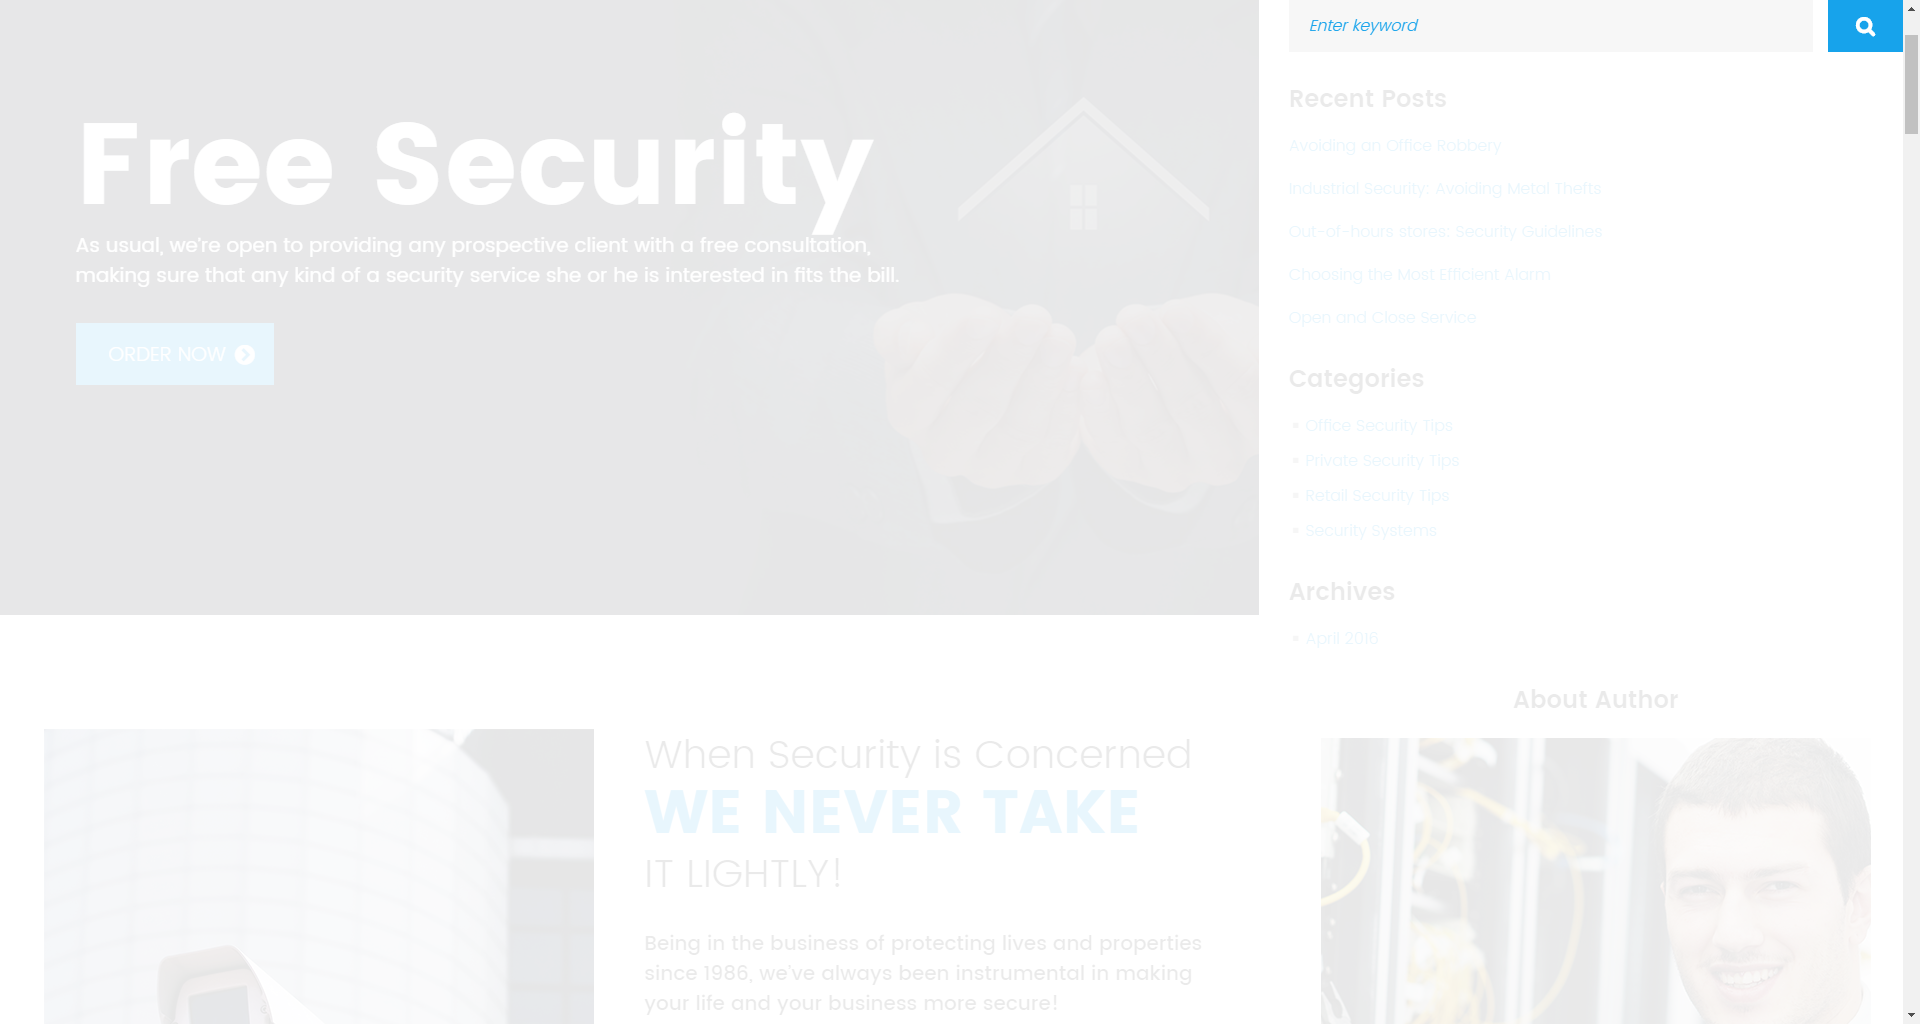 Enter keyword
Free Security
As usual, we're open to providing any prospective client with a free consultation,
making sure that any kind of a security service she or he is interested in fits the bill.
ORDER NOW
Recent Posts
Avoiding an Office Robbery
Industrial Security: Avoiding Metal Thefts
Out-of-hours stores: Security Guidelines
Choosing the Most Efficient Alarm
Open and Close Service
Categories
Office Security Tips
Private Security Tips
Retail Security Tips
Security Systems
Archives
April 2016
About Author
When Security is Concerned
WE NEVER TAKE
IT LIGHTLY!
Being in the business of protecting lives and properties
since 1986, we've always been instrumental in making
your life and your business more secure!